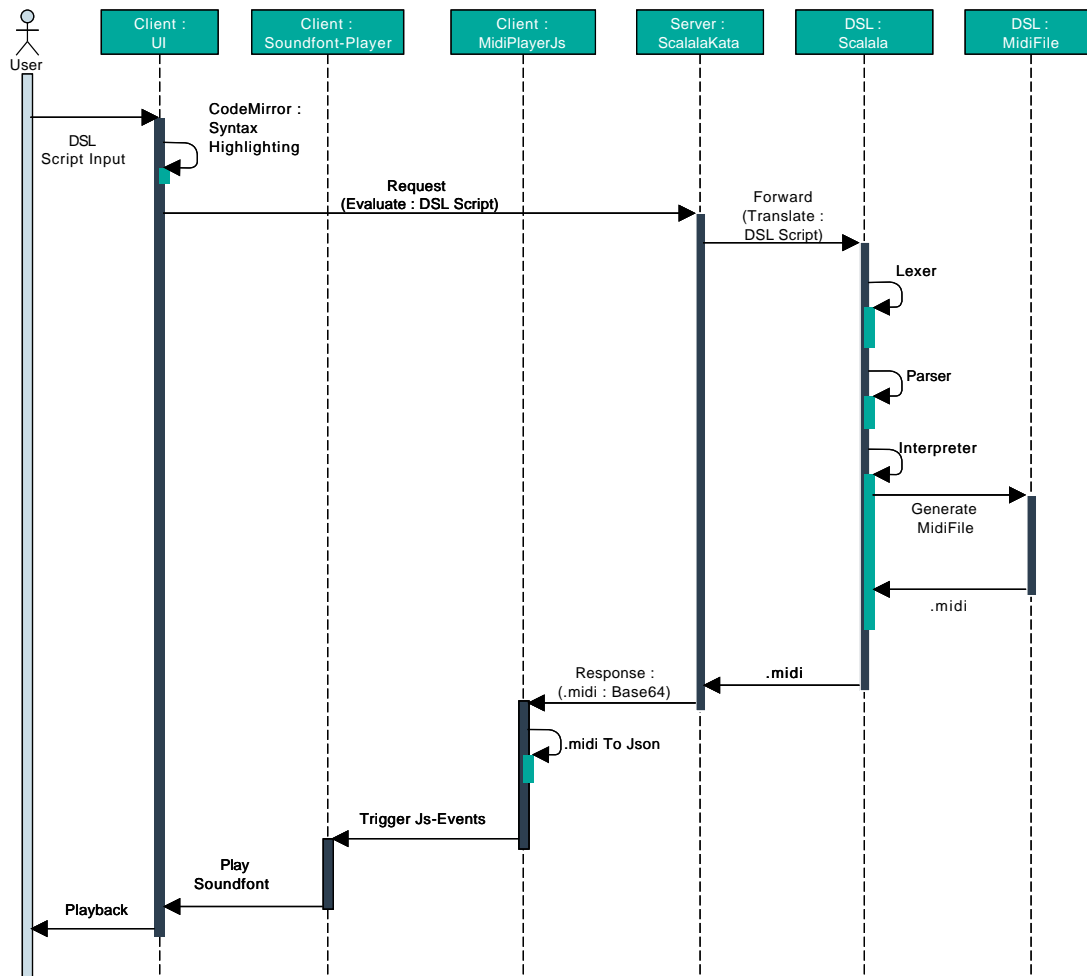 Client :
UI
Client :
Soundfont-Player
Client :
MidiPlayerJs
Server :
ScalalaKata
DSL :
Scalala
DSL :
MidiFile
User
DSL
Script Input
CodeMirror :
Syntax
Highlighting
Request
(Evaluate : DSL Script)
Forward
(Translate :
DSL Script)
Lexer
Parser
Interpreter
Generate
MidiFile
.midi
.midi
Response :
(.midi : Base64)
.midi To Json
Trigger Js-Events
Play
Soundfont
Playback